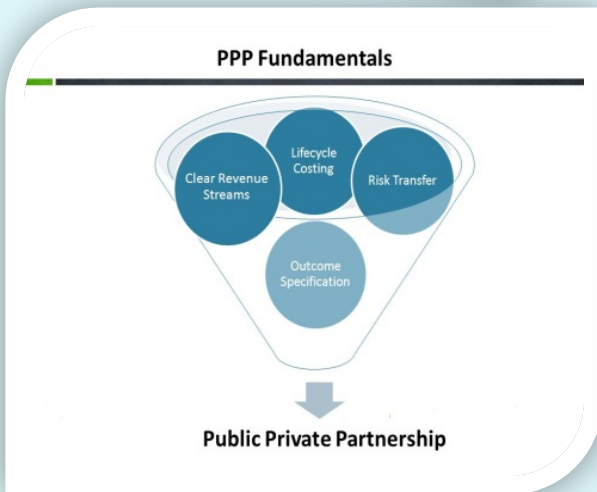 PPP Fundamentals
Lifecycle
Costing
Clear Revenue
Streams
Risk Transfer
Outcome
Specification
Public Private Partnership